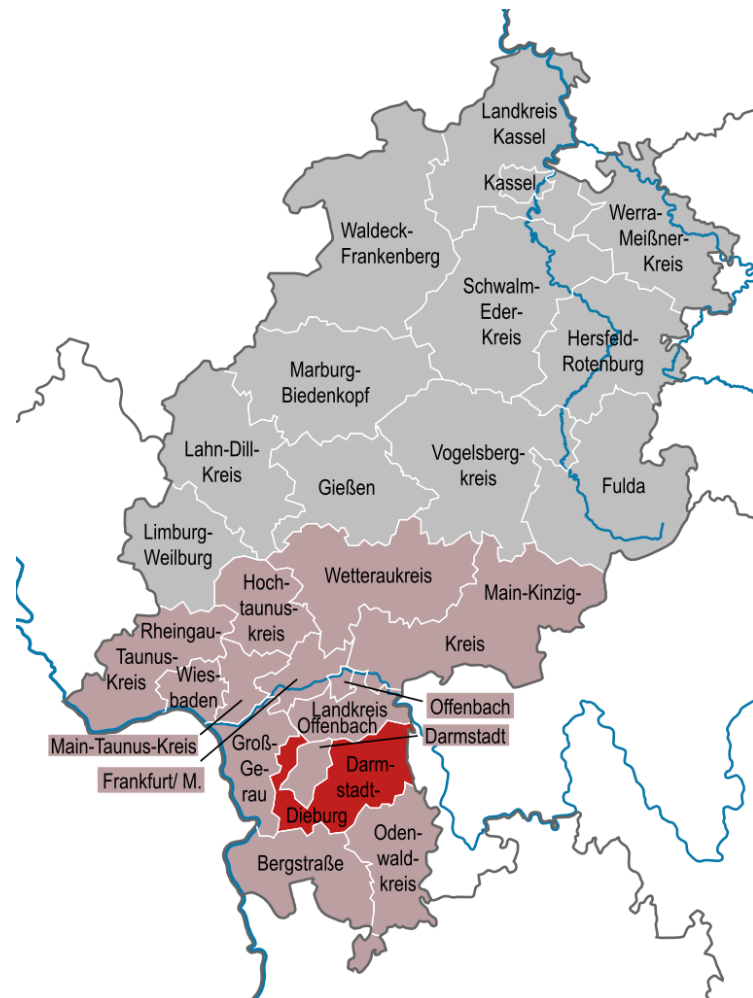 Landkreis
Kassel
Kassel
Werra-
Meißner-
Kreis
Waldeck-
Frankenberg
Schwalm-
Eder-
Kreis
Hersfeld-
Rotenburg
Marburg-
Biedenkopf
Lahn-Dill-
Kreis
Gießen
Vogelsberg-
kreis
Fulda
Limburg-
Weilburg
Wetteraukreis
Hoch-
taunus-
kreis
Main-Kinzig-
Kreis
Rheingau-
Taunus-
Kreis
Wies-
baden
Main-Taunus-Kreis
Frankfurt/ M.
Offenbach
Landkreis
Offenbach
Darmstadt
Groß-
Ge-
rau
Darm-
stadt-
Dieburg
Bergstraße
Oden-
wald-
kreis